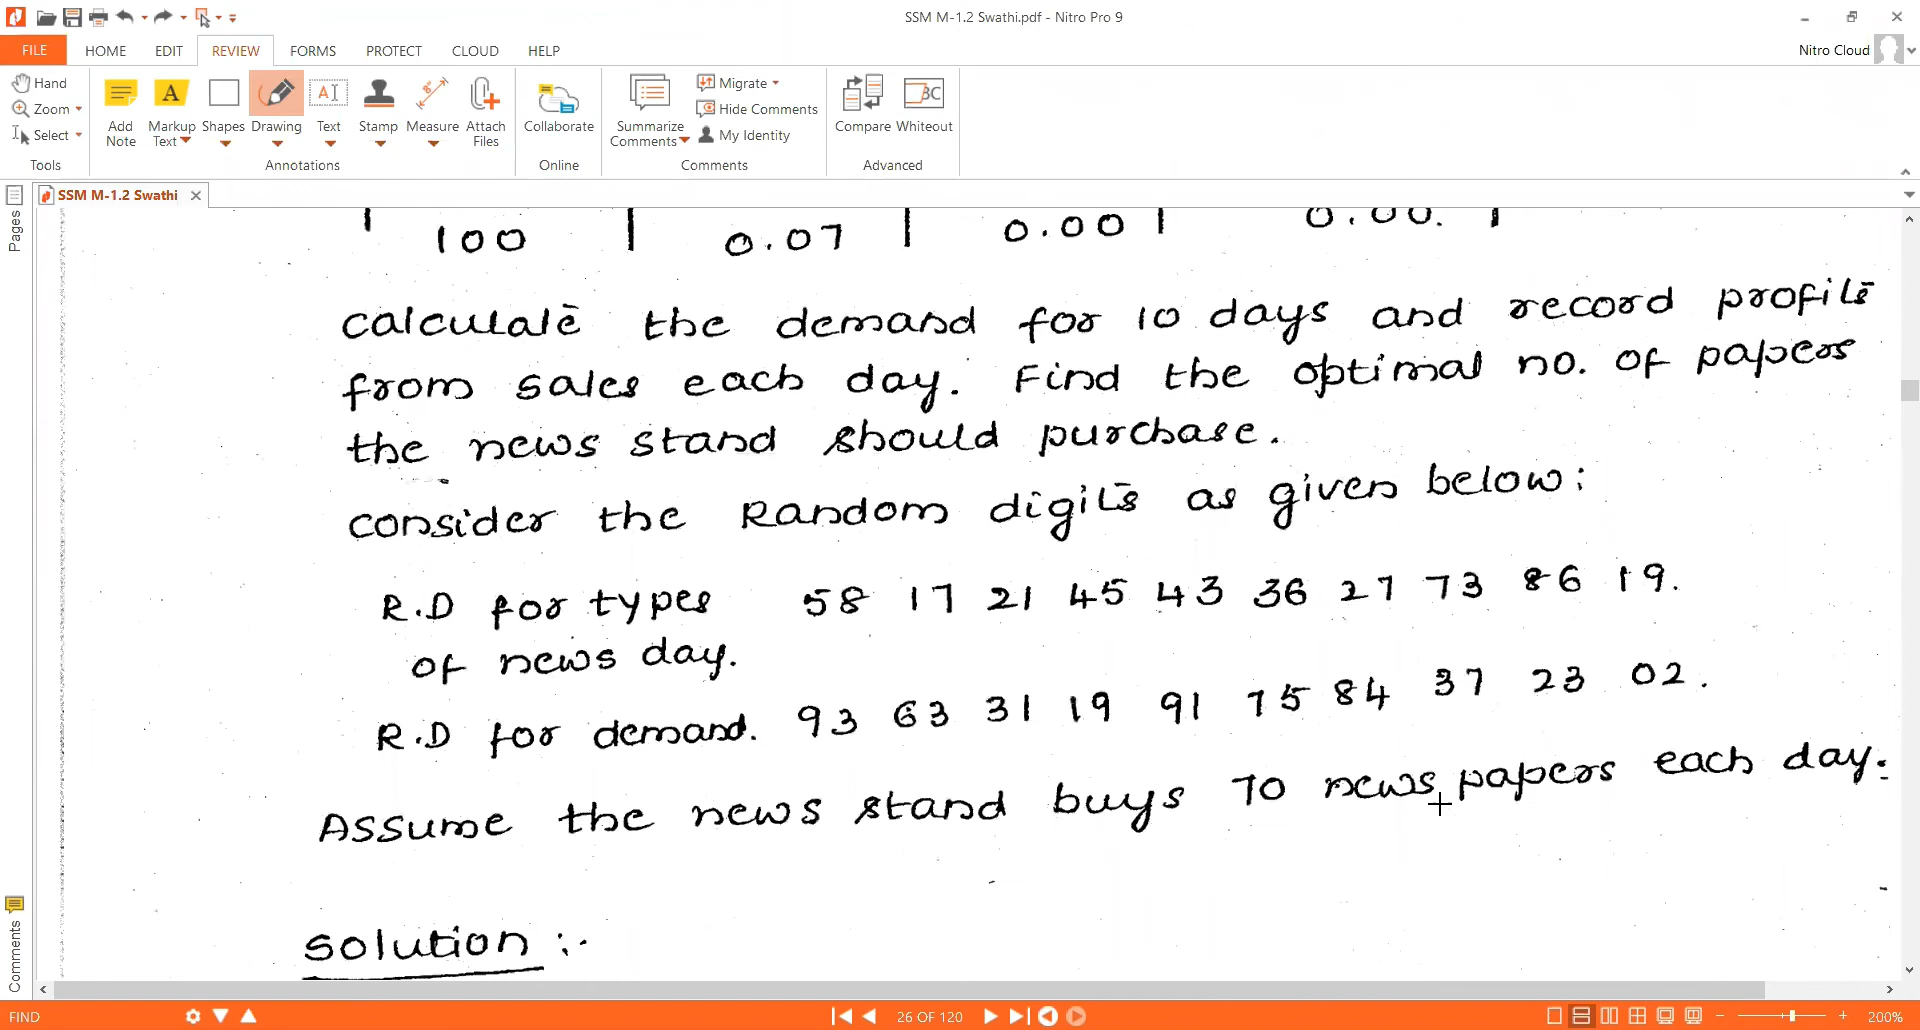 SSM M-1.2 Swathi.pdf - Nitro Pro 9
FILE HOME EDIT REVIEW FORMS PROTECT CLOUD HELP
Nitro Cloud
Hand
Zoom
Select
Tools
Add Note
Markup Text
Shapes
Drawing
Text
Stamp
Measure
Attach Files
Annotations
Collaborate
Online
Summarize Comments
Migrate
Hide Comments
My Identity
Comments
Compare
Whiteout
Advanced
SSM M-1.2 Swathi
Pages
100 0.07 0.00 0.00.
calculate the demand for 10 days and record profits
from sales each day. Find the optimal no. of papers
the news stand should purchase.
consider the Random digits as given below:
R.D for types 58 17 21 45 43 36 27 73 86 19.
of news day.
R.D for demand. 93 63 31 19 91 75 84 37 23 02.
Assume the news stand buys 70 news papers each day.
Solution :-
Comments
FIND
26 OF 120
200%